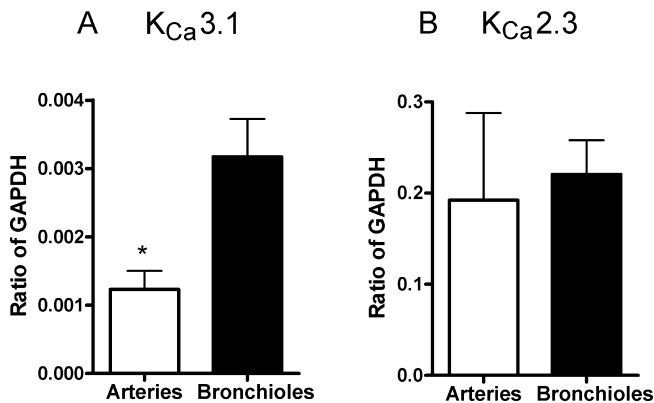 A KCa3.1
Ratio of GAPDH
0.004
0.003
0.002
0.001
0.000
*
Arteries Bronchioles
B KCa2.3
Ratio of GAPDH
0.3
0.2
0.1
0.0
Arteries Bronchioles